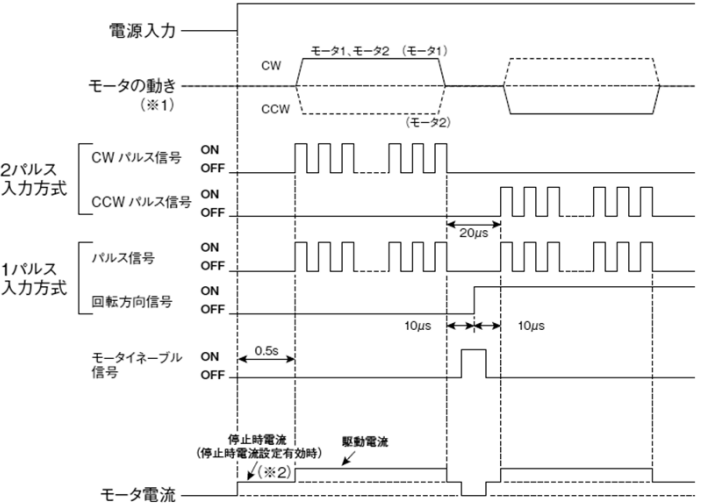 電源入力
モータ1、モータ2 (モータ1)
CW
モータの動き
(※1)
CCW
(モータ2)
2パルス
入力方式
CW パルス信号
ON
OFF
CCW パルス信号
ON
OFF
20μs
1パルス
入力方式
パルス信号
ON
OFF
回転方向信号
ON
OFF
10μs
10μs
モータイネーブル
信号
ON
OFF
0.5s
停止時電流
(停止時電流設定有効時)
(※2)
駆動電流
モータ電流